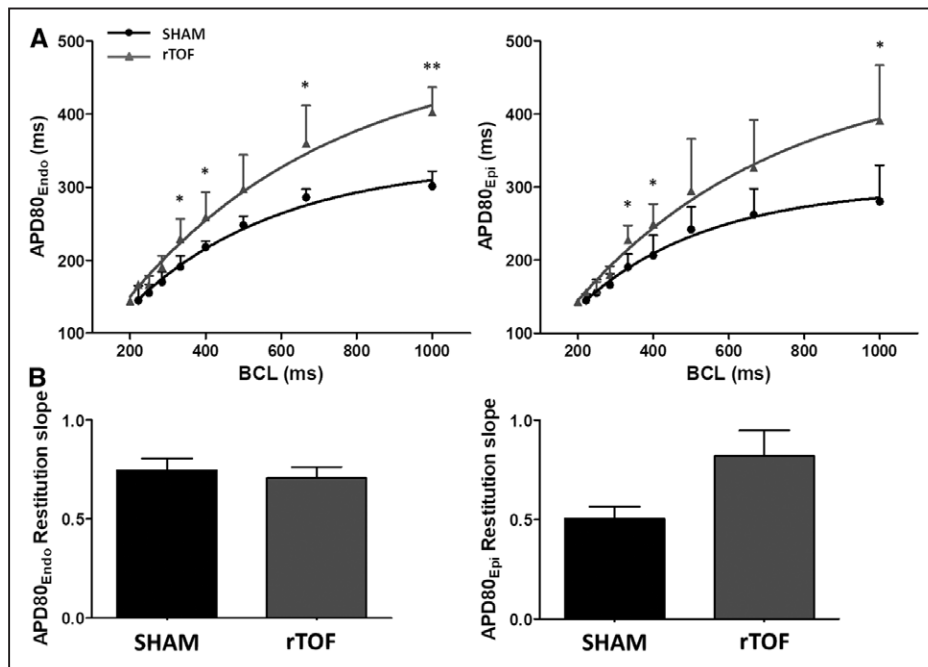 A
SHAM
rTOF
500
400
300
200
100
APD80Endo (ms)
* * * **
200 400 600 800 1000
BCL (ms)
500
400
300
200
100
APD80Epi (ms)
* * *
200 400 600 800 1000
BCL (ms)
B
1.0
0.5
0.0
APD80Endo Restitution slope
SHAM rTOF
1.0
0.5
0.0
APD80Epi Restitution slope
SHAM rTOF